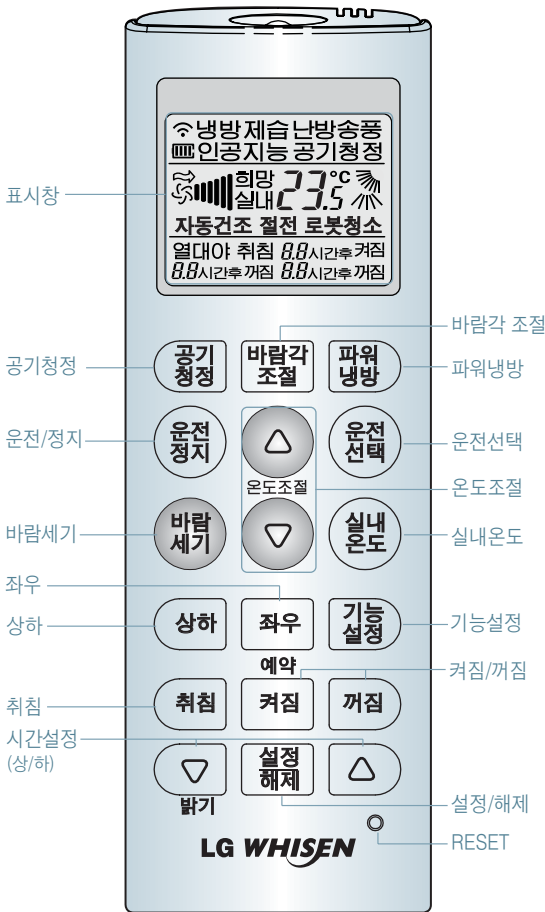 냉방 제습 난방 송풍
인공지능 공기청정
희망
실내
23.5
°C
자동건조 절전 로봇청소
열대야 취침 8.8시간후켜짐
8.8시간후꺼짐 8.8시간후꺼짐
표시창
바람각 조절
공기청정
공기
청정
바람각
조절
파워
냉방
파워냉방
운전/정지
운전
정지
온도조절
운전
선택
운전선택
온도조절
바람세기
바람
세기
실내
온도
실내온도
좌우
상하
상하
좌우
기능
설정
기능설정
예약
켜짐/꺼짐
취침
취침
켜짐
꺼짐
시간설정
(상/하)
설정
해제
밝기
설정/해제
RESET
LG WHISEN